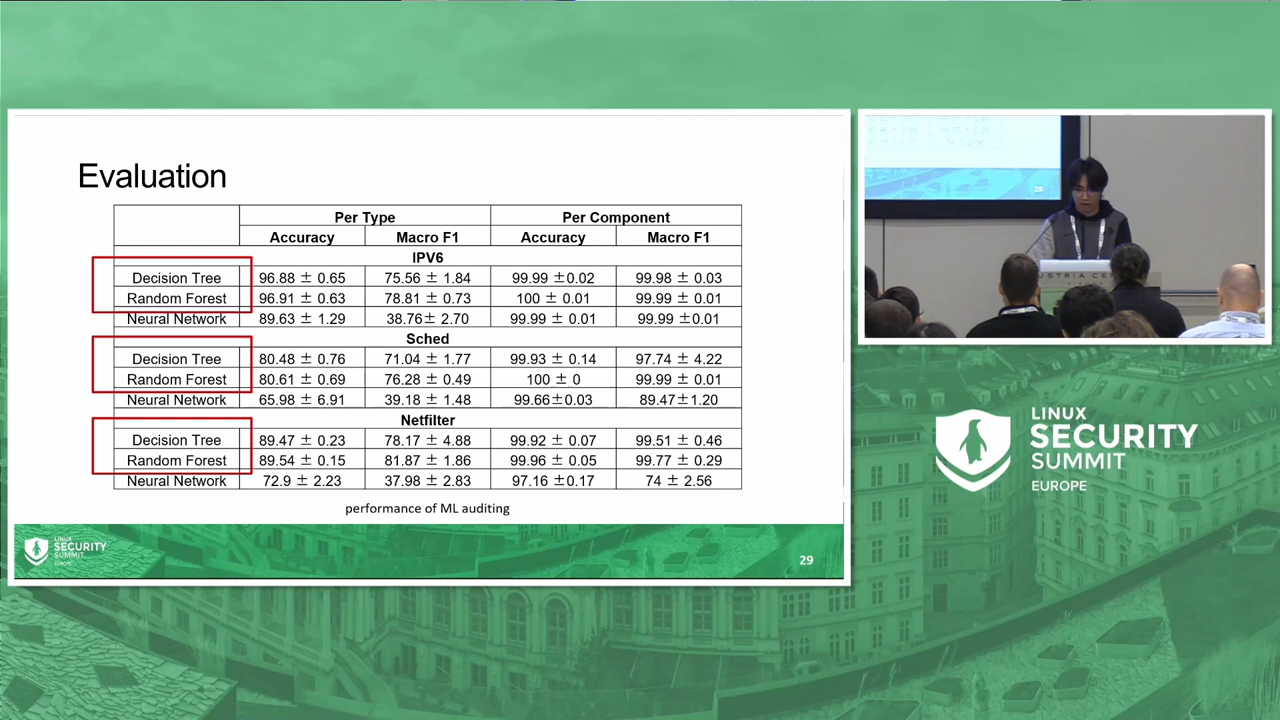 Evaluation
Per Type Per Component
Accuracy Macro F1 Accuracy Macro F1
IPV6
Decision Tree 96.88 ± 0.65 75.56 ± 1.84 99.99 ±0.02 99.98 ± 0.03
Random Forest 96.91 ± 0.63 78.81 ± 0.73 100 ± 0.01 99.99 ± 0.01
Neural Network 89.63 ± 1.29 38.76± 2.70 99.99 ± 0.01 99.99 ±0.01
Sched
Decision Tree 80.48 ± 0.76 71.04 ± 1.77 99.93 ± 0.14 97.74 ± 4.22
Random Forest 80.61 ± 0.69 76.28 ± 0.49 100 ± 0 99.99 ± 0.01
Neural Network 65.98 ± 6.91 39.18 ± 1.48 99.66±0.03 89.47±1.20
Netfilter
Decision Tree 89.47 ± 0.23 78.17 ± 4.88 99.92 ± 0.07 99.51 ± 0.46
Random Forest 89.54 ± 0.15 81.87 ± 1.86 99.96 ± 0.05 99.77 ± 0.29
Neural Network 72.9 ± 2.23 37.98 ± 2.83 97.16 ±0.17 74 ± 2.56
performance of ML auditing
LINUX
SECURITY
SUMMIT
EUROPE
29
29
LINUX
SECURITY
SUMMIT
EUROPE